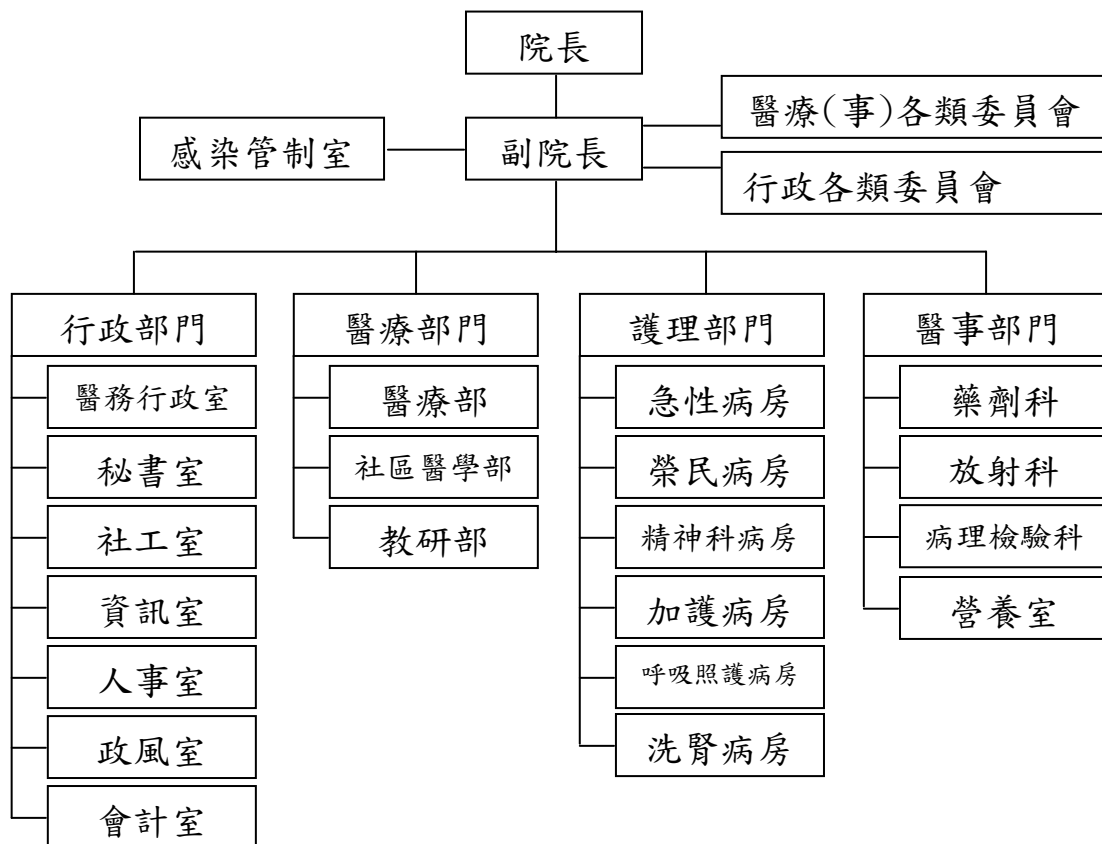 院長
醫療(事)各類委員會
感染管制室
副院長
行政各類委員會
行政部門
醫務行政室
秘書室
社工室
資訊室
人事室
政風室
會計室
醫療部門
醫療部
社區醫學部
教研部
護理部門
急性病房
榮民病房
精神科病房
加護病房
呼吸照護病房
洗腎病房
醫事部門
藥劑科
放射科
病理檢驗科
營養室